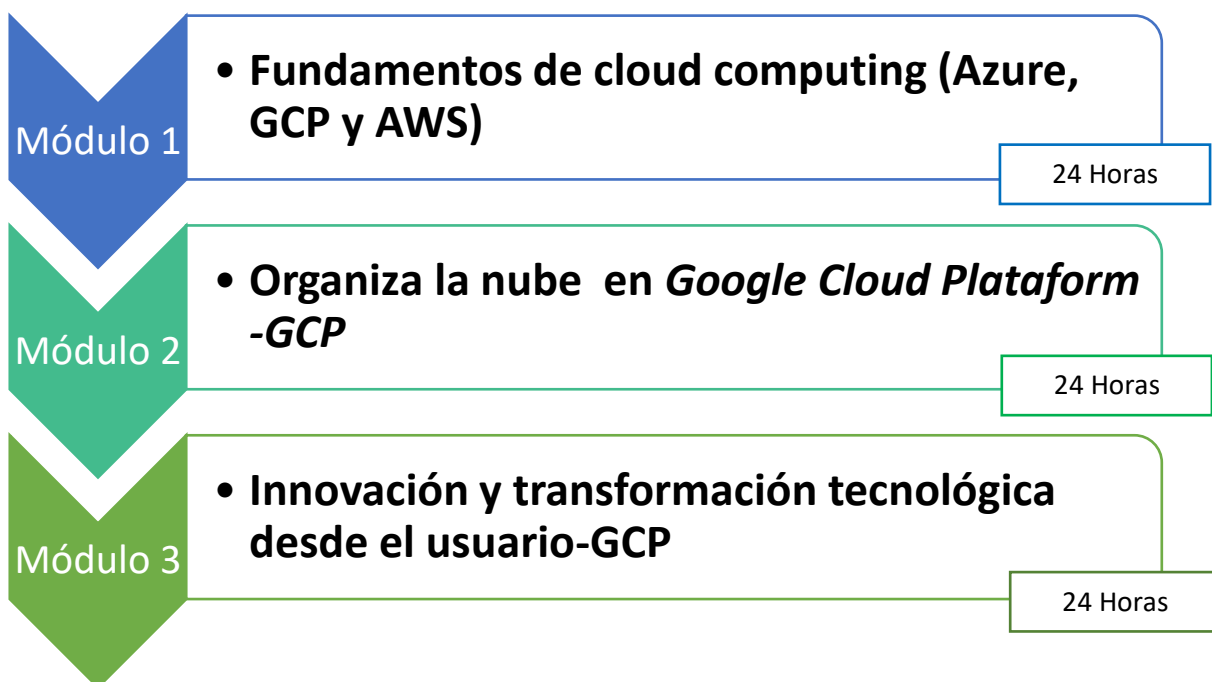 Módulo 1
• Fundamentos de cloud computing (Azure,
GCP y AWS)
24 Horas
Módulo 2
• Organiza la nube en Google Cloud Plataform
-GCP
24 Horas
Módulo 3
• Innovación y transformación tecnológica
desde el usuario-GCP
24 Horas